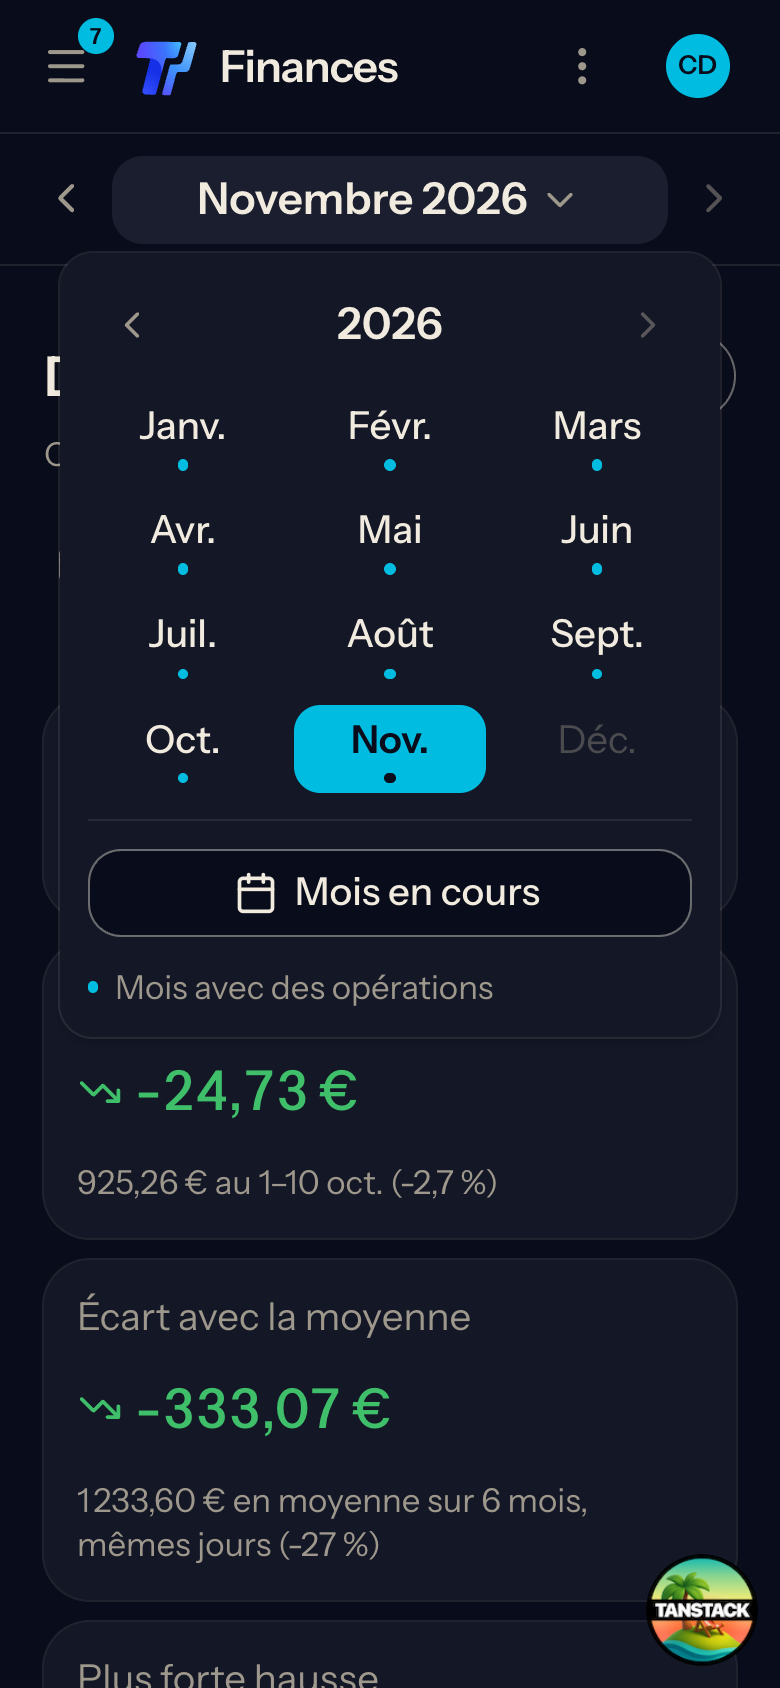 7
Finances
CD
Novembre 2026
2026
Janv.
Févr.
Mars
Avr.
Mai
Juin
Juil.
Août
Sept.
Oct.
Nov.
Déc.
Mois en cours
Mois avec des opérations
-24,73 €
925,26 € au 1–10 oct. (-2,7 %)
Écart avec la moyenne
-333,07 €
1 233,60 € en moyenne sur 6 mois,
mêmes jours (-27 %)
TANSTACK
Plus forte hausse